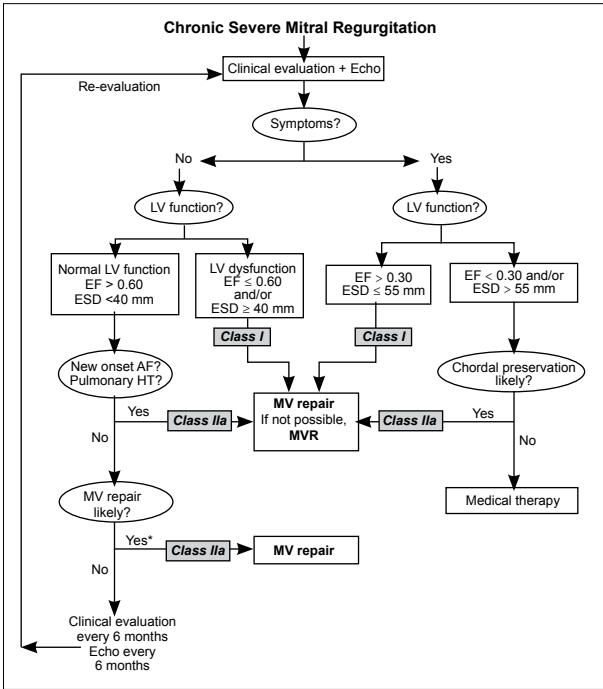 Chronic Severe Mitral Regurgitation
Clinical evaluation + Echo
Re-evaluation
Symptoms?
No
Yes
LV function?
LV function?
Normal LV function
EF > 0.60
ESD <40 mm
LV dysfunction
EF ≤ 0.60
and/or
ESD ≥ 40 mm
EF > 0.30
ESD ≤ 55 mm
EF < 0.30 and/or
ESD > 55 mm
Class I
Class I
New onset AF?
Pulmonary HT?
Chordal preservation
likely?
MV repair
If not possible,
MVR
Yes
Class IIa
Class IIa
Yes
No
No
MV repair
likely?
Medical therapy
Yes*
Class IIa
MV repair
No
Clinical evaluation
every 6 months
Echo every
6 months